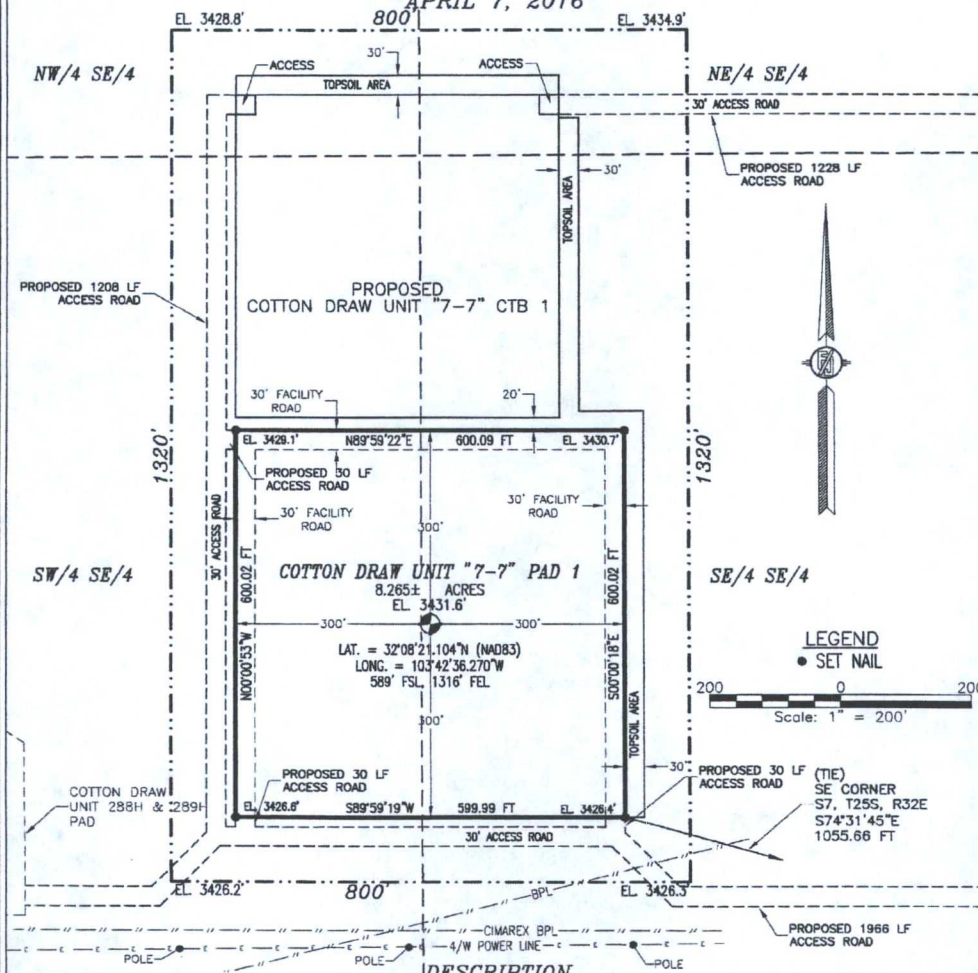 APRIL 7, 2016
EL. 3428.8'
800'
EL. 3434.9'
NW/4 SE/4
NE/4 SE/4
30'
ACCESS
ACCESS
TOPSOIL AREA
30' ACCESS ROAD
PROPOSED 1228 LF
ACCESS ROAD
30'
TOPSOIL AREA
PROPOSED 1208 LF
ACCESS ROAD
PROPOSED
COTTON DRAW UNIT "7-7" CTB 1
30' FACILITY
ROAD
20'
N89°59'22"E
600.09 FT
EL. 3430.7'
1320'
1320'
PROPOSED 30 LF
ACCESS ROAD
30' FACILITY
ROAD
30' FACILITY
ROAD
30' ACCESS ROAD
300'
SW/4 SE/4
SE/4 SE/4
600.02 FT
600.02 FT
COTTON DRAW UNIT "7-7" PAD 1
8.265± ACRES
EL. 3431.6'
300'
300'
LAT. = 32°08'21.104"N (NAD83)
LONG. = 103°42'36.270"W
589' FSL, 1316' FEL
N00°00'53"W
S00°00'18"E
300'
LEGEND
● SET NAIL
200 0 200
Scale: 1" = 200'
TOPSOIL AREA
30'
PROPOSED 30 LF
ACCESS ROAD
PROPOSED 30 LF
ACCESS ROAD
(TIE)
SE CORNER
S7, T25S, R32E
S74°31'45"E
1055.66 FT
COTTON DRAW
UNIT 288H & 289H
PAD
EL. 3426.6'
S89°59'19"W
599.99 FT
EL. 3426.4'
30' ACCESS ROAD
EL. 3426.2'
800'
BPL
CIMAREX BPL
4/W POWER LINE
POLE
POLE
POLE
PROPOSED 1966 LF
ACCESS ROAD
DESCRIPTION